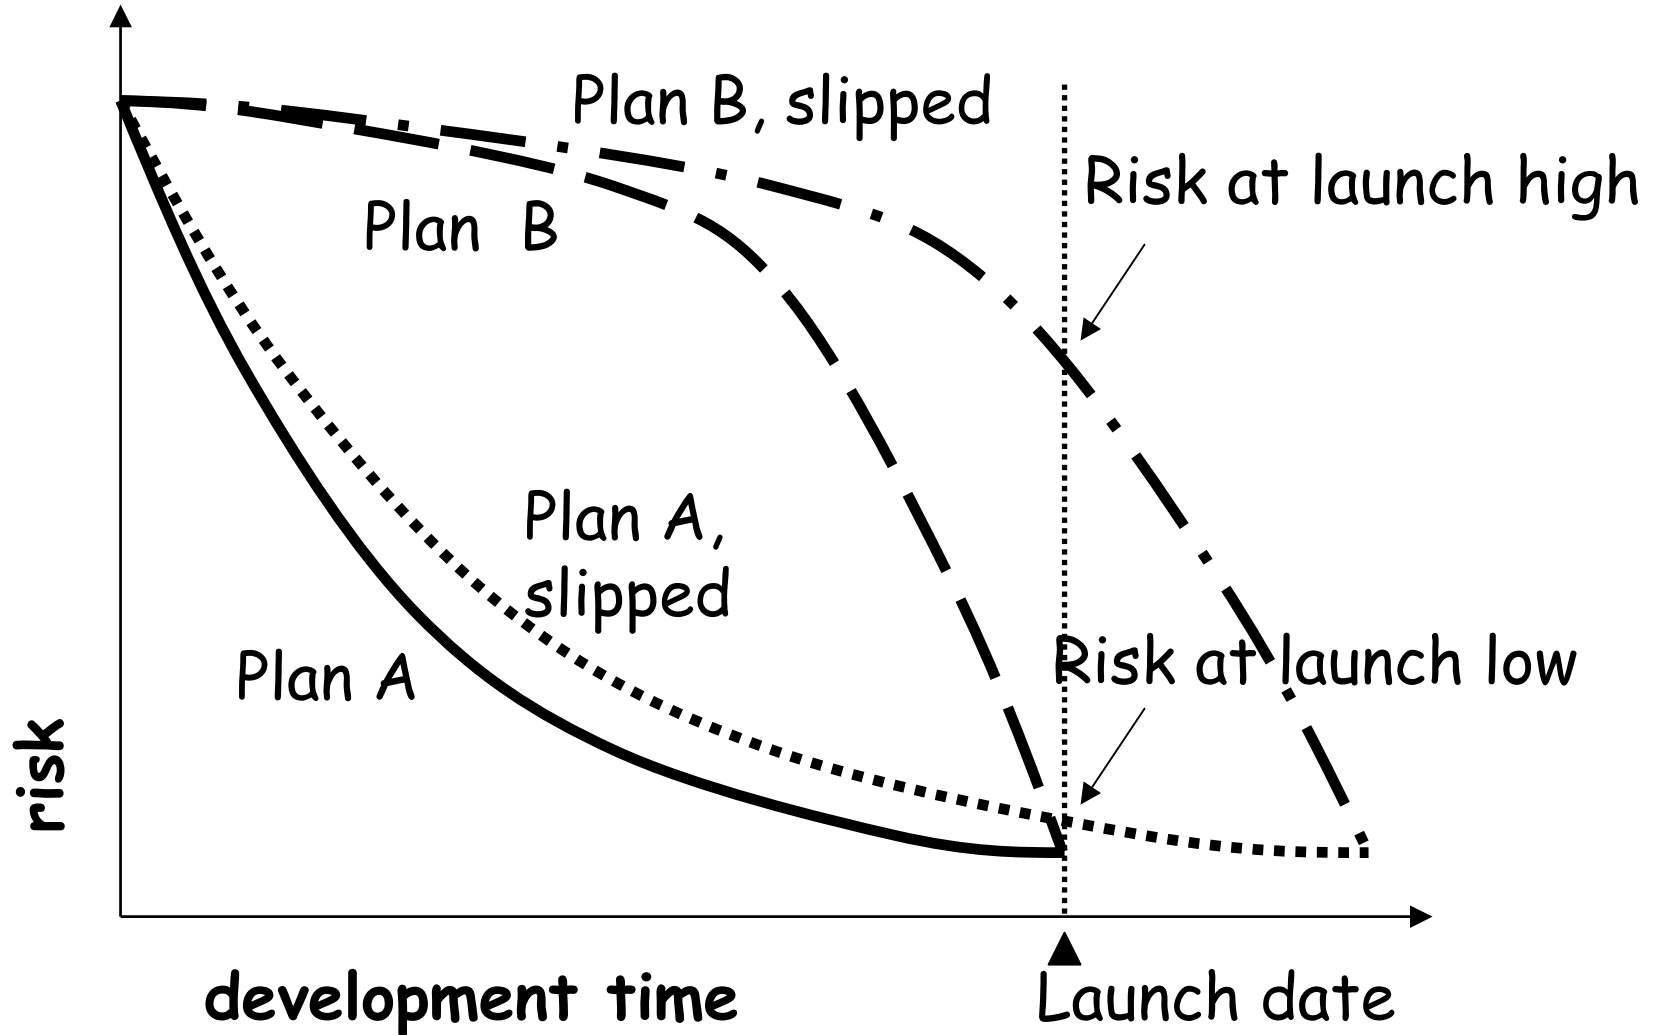 Plan B, slipped
Risk at launch high
Plan B
Plan A,
slipped
Plan A
Risk at launch low
risk
development time
Launch date